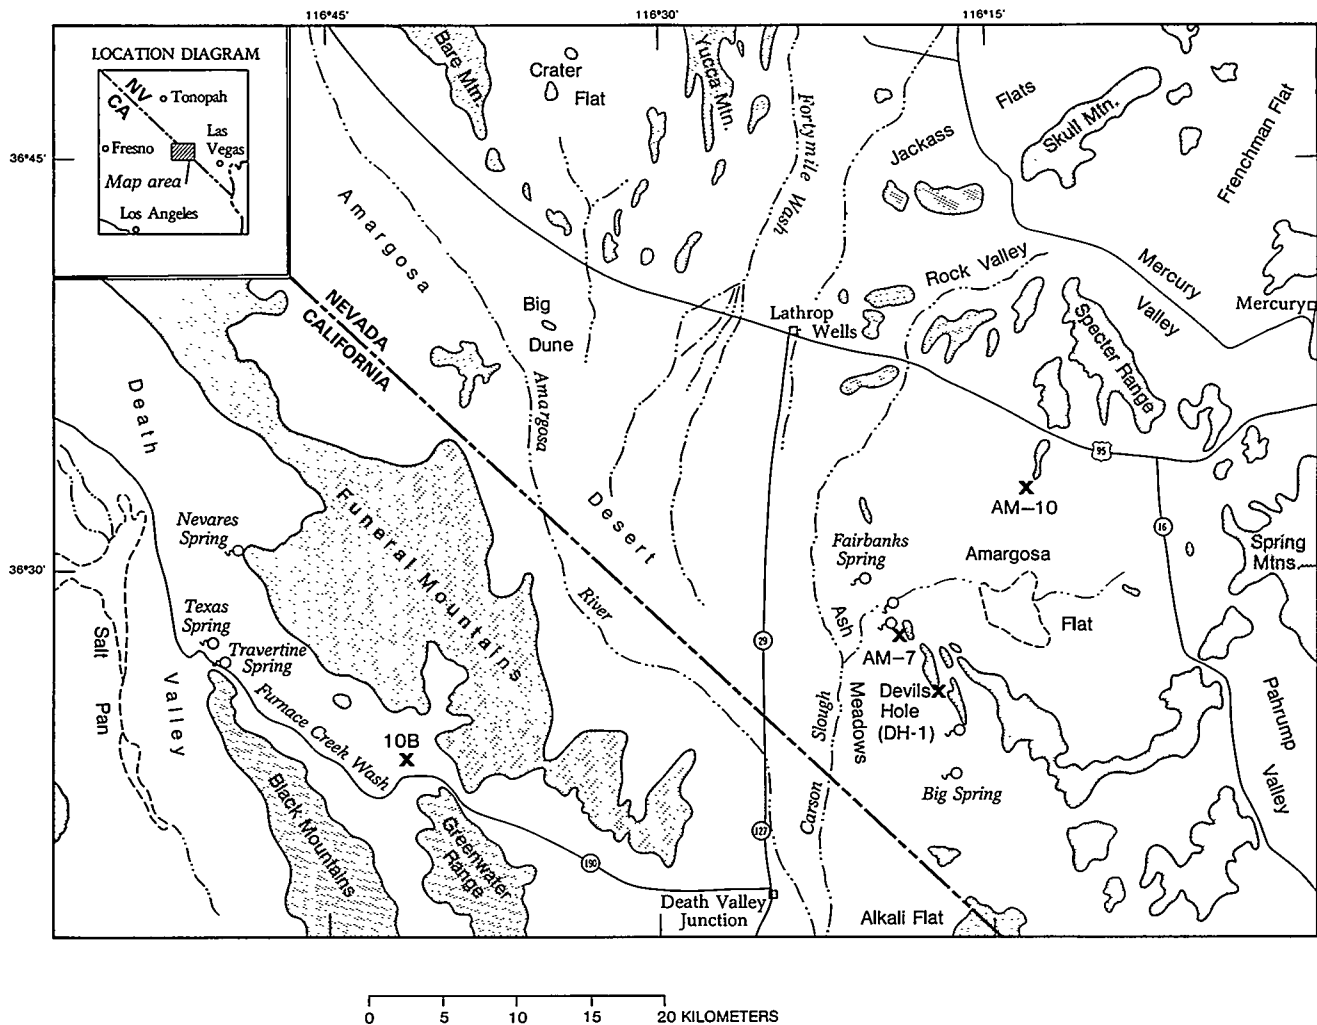 116°45'
116°30'
116°15'
LOCATION DIAGRAM
NV
CA
Tonopah
Fresno
Las
Vegas
Map area
Los Angeles
36°45'
36°30'
Bare Mtn.
Crater
Flat
Yucca Mtn.
Fortymile Wash
Jackass
Flats
Skull Mtn.
Frenchman Flat
Amargosa
Desert
Big
Dune
Rock Valley
Mercury
Valley
Mercury
Lathrop
Wells
Specter Range
NEVADA
CALIFORNIA
Death
Valley
Amargosa
River
95
AM-10
16
Spring
Mtns.
Funeral Mountains
Nevares
Spring
Fairbanks
Spring
Amargosa
Flat
Texas
Spring
Travertine
Spring
Salt
Pan
Furnace Creek Wash
29
Ash
Meadows
AM-7
Devils
Hole
(DH-1)
Carson
Slough
Big Spring
Pahrump
Valley
10B
Black Mountains
Greenwater
Range
127
190
Death Valley
Junction
Alkali Flat
0 5 10 15 20 KILOMETERS